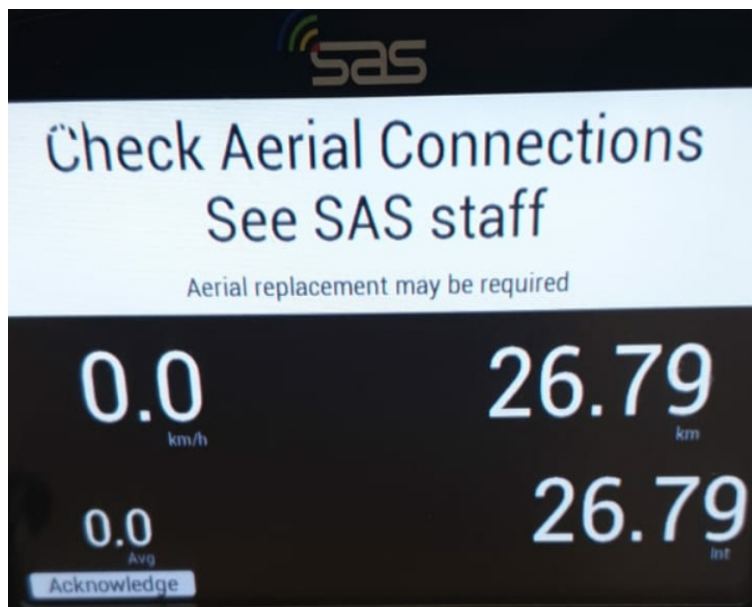 sas
Check Aerial Connections
See SAS staff
Aerial replacement may be required
0.0
km/h
26.79
km
0.0
Avg
26.79
Int
Acknowledge